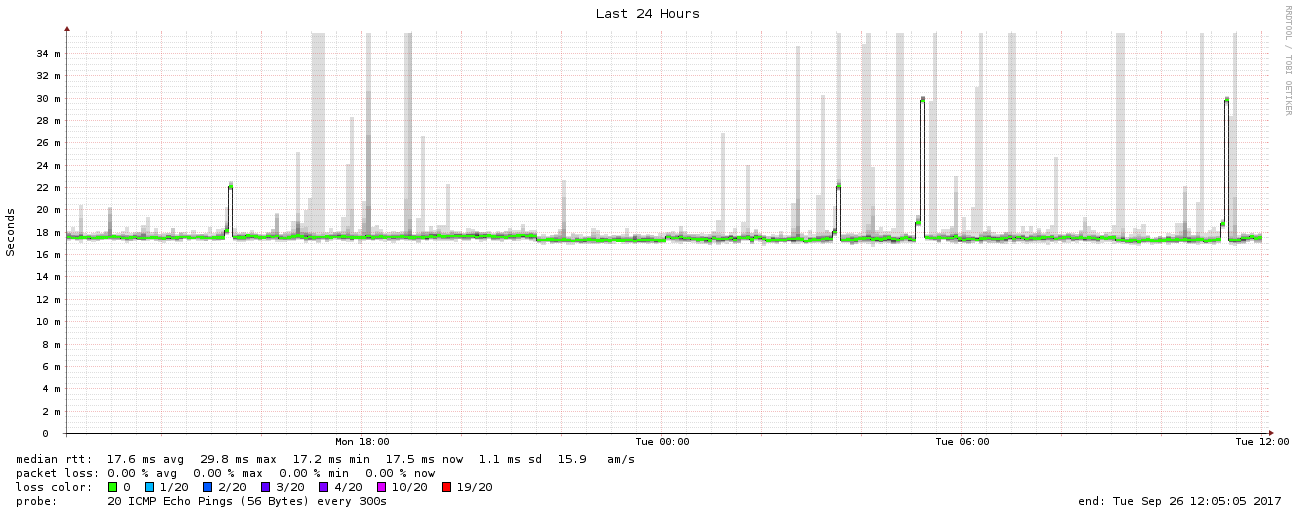 Last 24 Hours
RRDTOOL / TOBI OETIKER
Seconds
34 m
32 m
30 m
28 m
26 m
24 m
22 m
20 m
18 m
16 m
14 m
12 m
10 m
8 m
6 m
4 m
2 m
0
Mon 18:00 Tue 00:00 Tue 06:00 Tue 12:00
median rtt: 17.6 ms avg 29.8 ms max 17.2 ms min 17.5 ms now 1.1 ms sd 15.9 am/s
packet loss: 0.00 % avg 0.00 % max 0.00 % min 0.00 % now
loss color: 0 1/20 2/20 3/20 4/20 10/20 19/20
probe: 20 ICMP Echo Pings (56 Bytes) every 300s end: Tue Sep 26 12:05:05 2017